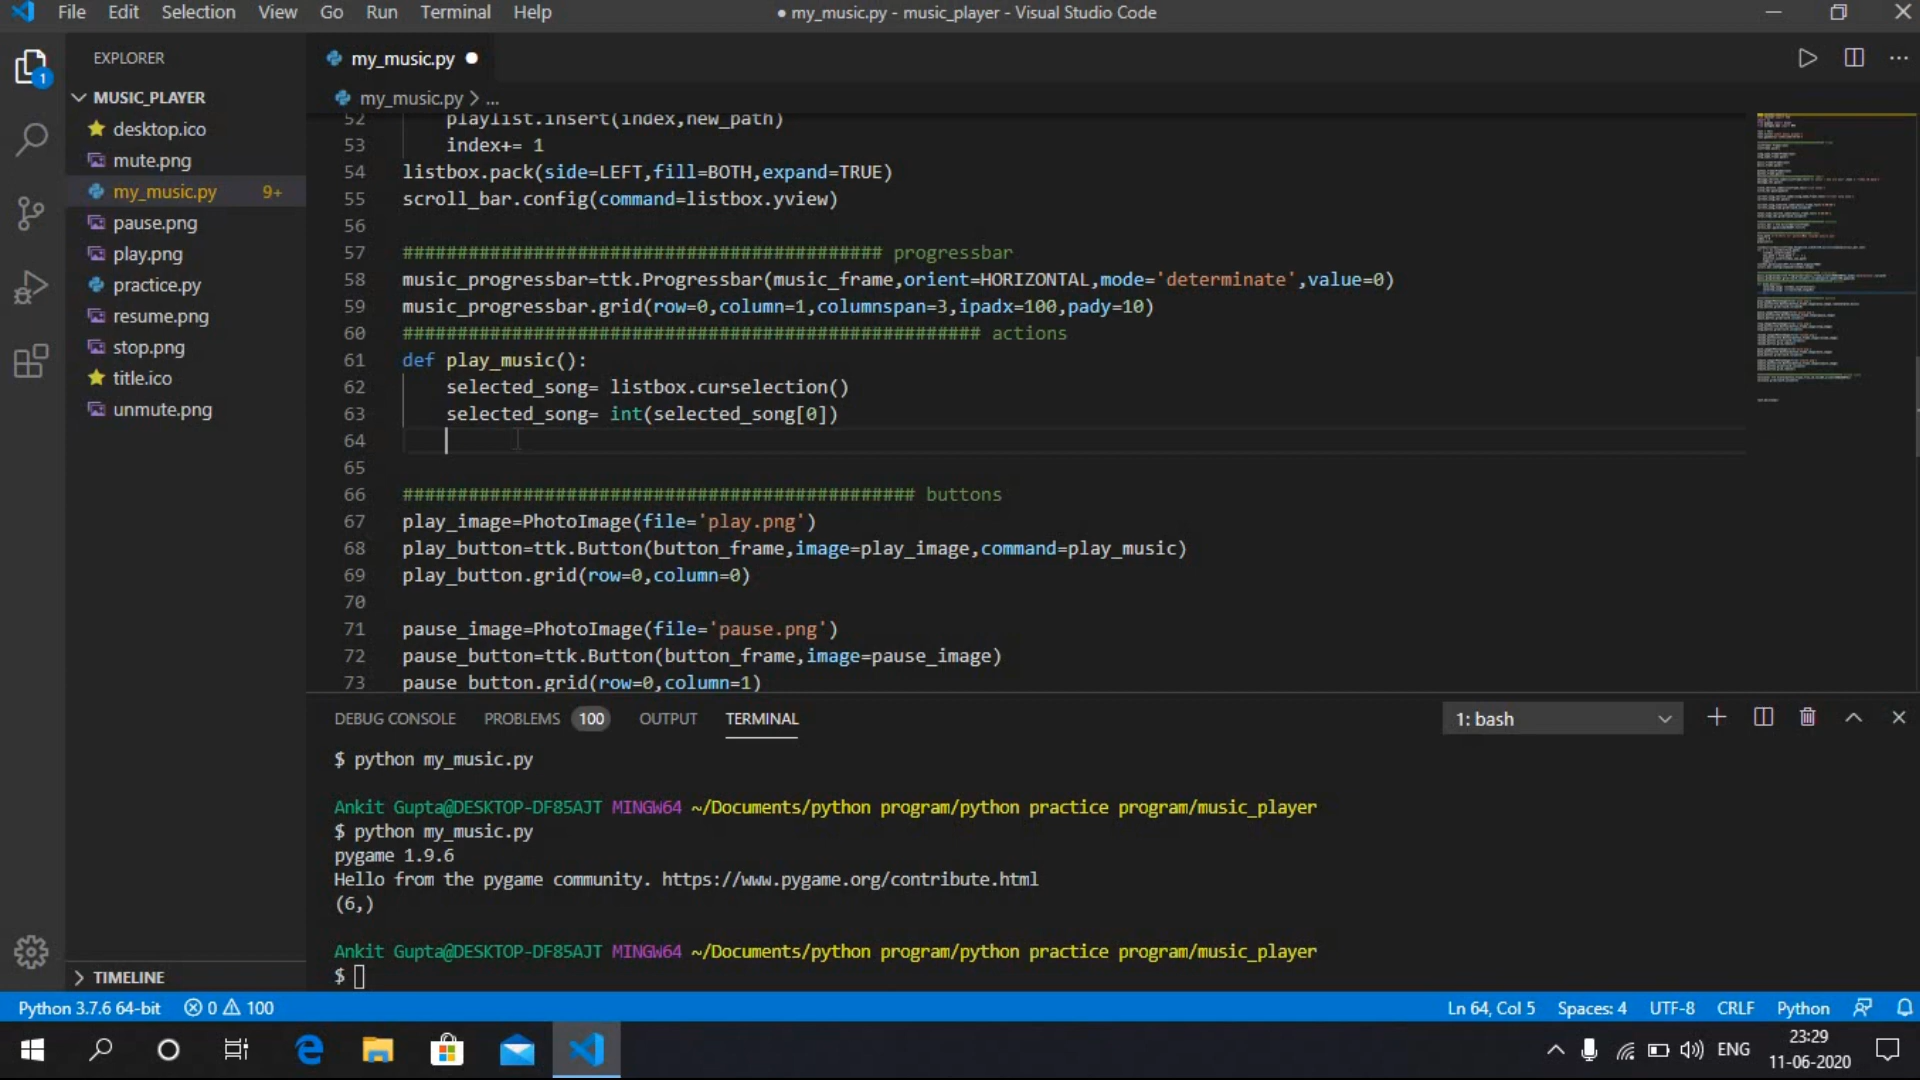 File Edit Selection View Go Run Terminal Help
● my_music.py - music_player - Visual Studio Code
EXPLORER
MUSIC_PLAYER
desktop.ico
mute.png
my_music.py 9+
pause.png
play.png
practice.py
resume.png
stop.png
title.ico
unmute.png
TIMELINE
1
my_music.py
my_music.py > ...
52 playlist.insert(index,new_path)
53 index+= 1
54 listbox.pack(side=LEFT,fill=BOTH,expand=TRUE)
55 scroll_bar.config(command=listbox.yview)
56
57 ############################################ progressbar
58 music_progressbar=ttk.Progressbar(music_frame,orient=HORIZONTAL,mode='determinate',value=0)
59 music_progressbar.grid(row=0,column=1,columnspan=3,ipadx=100,pady=10)
60 ##################################################### actions
61 def play_music():
62 selected_song= listbox.curselection()
63 selected_song= int(selected_song[0])
64
65
66 ############################################### buttons
67 play_image=PhotoImage(file='play.png')
68 play_button=ttk.Button(button_frame,image=play_image,command=play_music)
69 play_button.grid(row=0,column=0)
70
71 pause_image=PhotoImage(file='pause.png')
72 pause_button=ttk.Button(button_frame,image=pause_image)
73 pause_button.grid(row=0,column=1)
DEBUG CONSOLE PROBLEMS 100 OUTPUT TERMINAL
1: bash
$ python my_music.py
Ankit Gupta@DESKTOP-DF85AJT MINGW64 ~/Documents/python program/python practice program/music_player
$ python my_music.py
pygame 1.9.6
Hello from the pygame community. https://www.pygame.org/contribute.html
(6,)
Ankit Gupta@DESKTOP-DF85AJT MINGW64 ~/Documents/python program/python practice program/music_player
$
Python 3.7.6 64-bit 0 100
Ln 64, Col 5 Spaces: 4 UTF-8 CRLF Python
ENG
23:29
11-06-2020